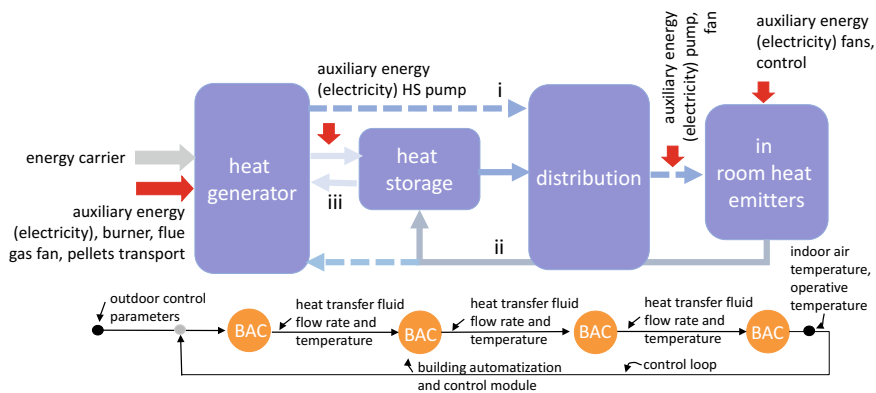 auxiliary energy
(electricity) HS pump
i
auxiliary energy
(electricity) pump,
fan
auxiliary energy
(electricity) fans,
control
energy carrier
heat
generator
heat
storage
iii
distribution
in
room heat
emitters
auxiliary energy
(electricity), burner, flue
gas fan, pellets transport
ii
indoor air
temperature,
operative
temperature
outdoor control
parameters
BAC
heat transfer fluid
flow rate and
temperature
BAC
heat transfer fluid
flow rate and
temperature
BAC
heat transfer fluid
flow rate and
temperature
BAC
building automatization
and control module
control loop